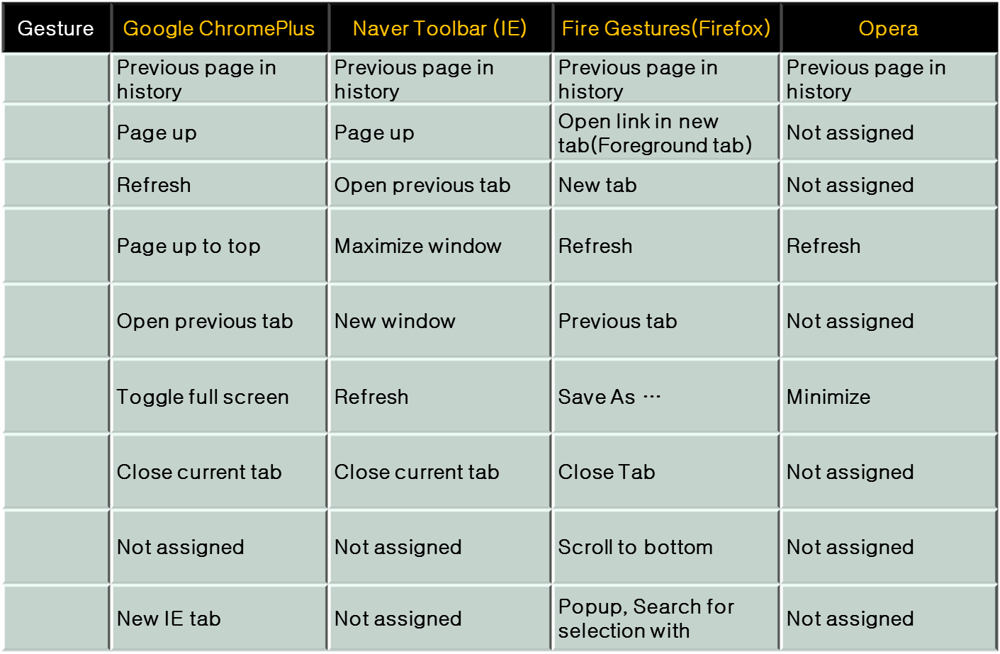 Gesture Google ChromePlus Naver Toolbar (IE) Fire Gestures(Firefox) Opera
Previous page in history Previous page in history Previous page in history Previous page in history
Page up Page up Open link in new tab(Foreground tab) Not assigned
Refresh Open previous tab New tab Not assigned
Page up to top Maximize window Refresh Refresh
Open previous tab New window Previous tab Not assigned
Toggle full screen Refresh Save As ⋯ Minimize
Close current tab Close current tab Close Tab Not assigned
Not assigned Not assigned Scroll to bottom Not assigned
New IE tab Not assigned Popup, Search for selection with Not assigned